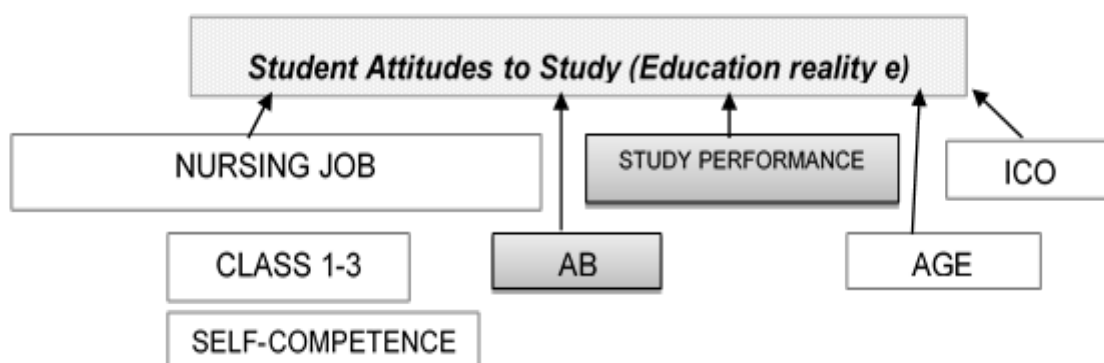 Student Attitudes to Study (Education reality e)
NURSING JOB
STUDY PERFORMANCE
ICO
CLASS 1-3
AB
AGE
SELF-COMPETENCE